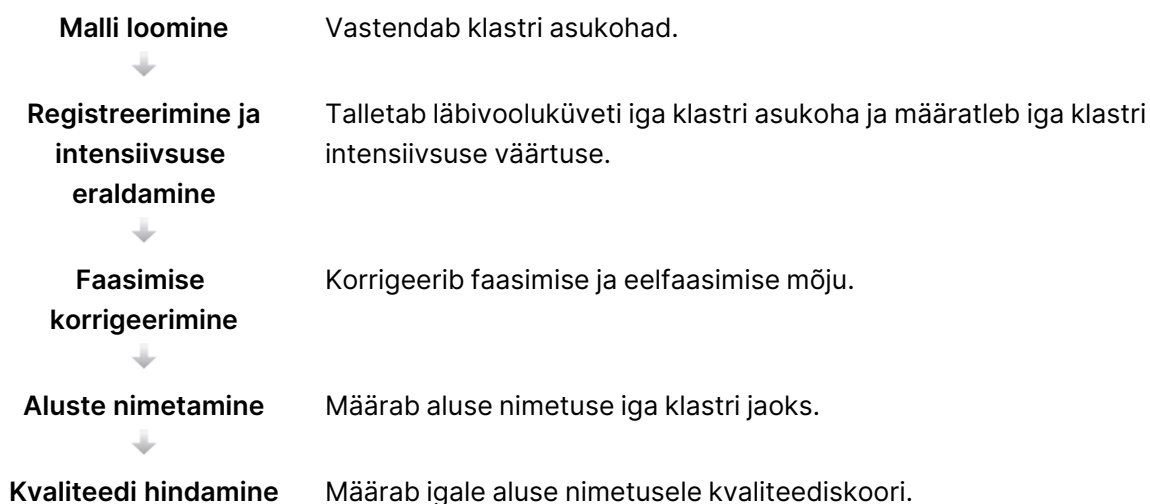 Malli loomine Vastendab klastri asukohad.
Registreerimine ja Talletab läbivooluküveti iga klastri asukoha ja määratleb iga klastri
intensiivsuse intensiivsuse väärtuse.
eraldamine
Faasimise Korrigeerib faasimise ja eelfaasimise mõju.
korrigeerimine
Aluste nimetamine Määrab aluse nimetuse iga klastri jaoks.
Kvaliteedi hindamine Määrab igale aluse nimetusele kvaliteediskoori.